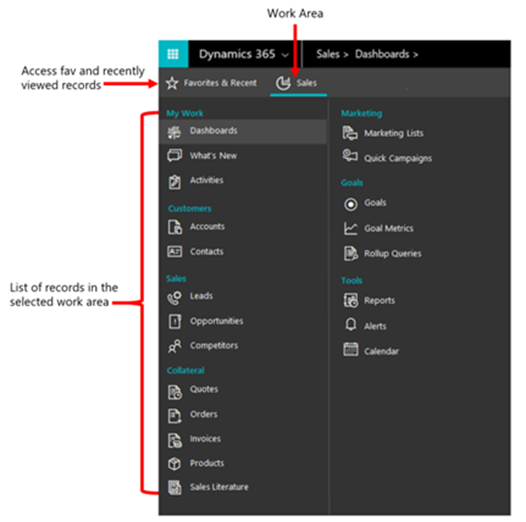 Work Area
Dynamics 365
Sales > Dashboards >
Access fav and recently
viewed records
Favorites & Recent
Sales
My Work
Dashboards
What's New
Activities
Customers
Accounts
Contacts
Sales
Leads
Opportunities
Competitors
Collateral
Quotes
Orders
Invoices
Products
Sales Literature
Marketing
Marketing Lists
Quick Campaigns
Goals
Goals
Goal Metrics
Rollup Queries
Tools
Reports
Alerts
Calendar
List of records in the
selected work area